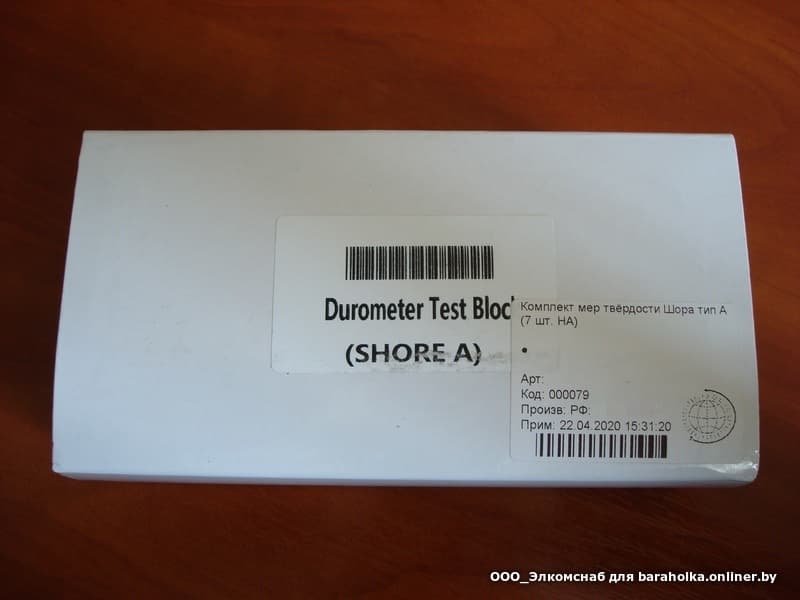 Durometer Test Bloc
(SHORE A)
Комплект мер твёрдости Шора тип А
(7 шт. НА)
•
Арт:
Код: 000079
Произв: РФ:
Прим: 22.04.2020 15:31:20
ООО_Элкомснаб для baraholka.onliner.by